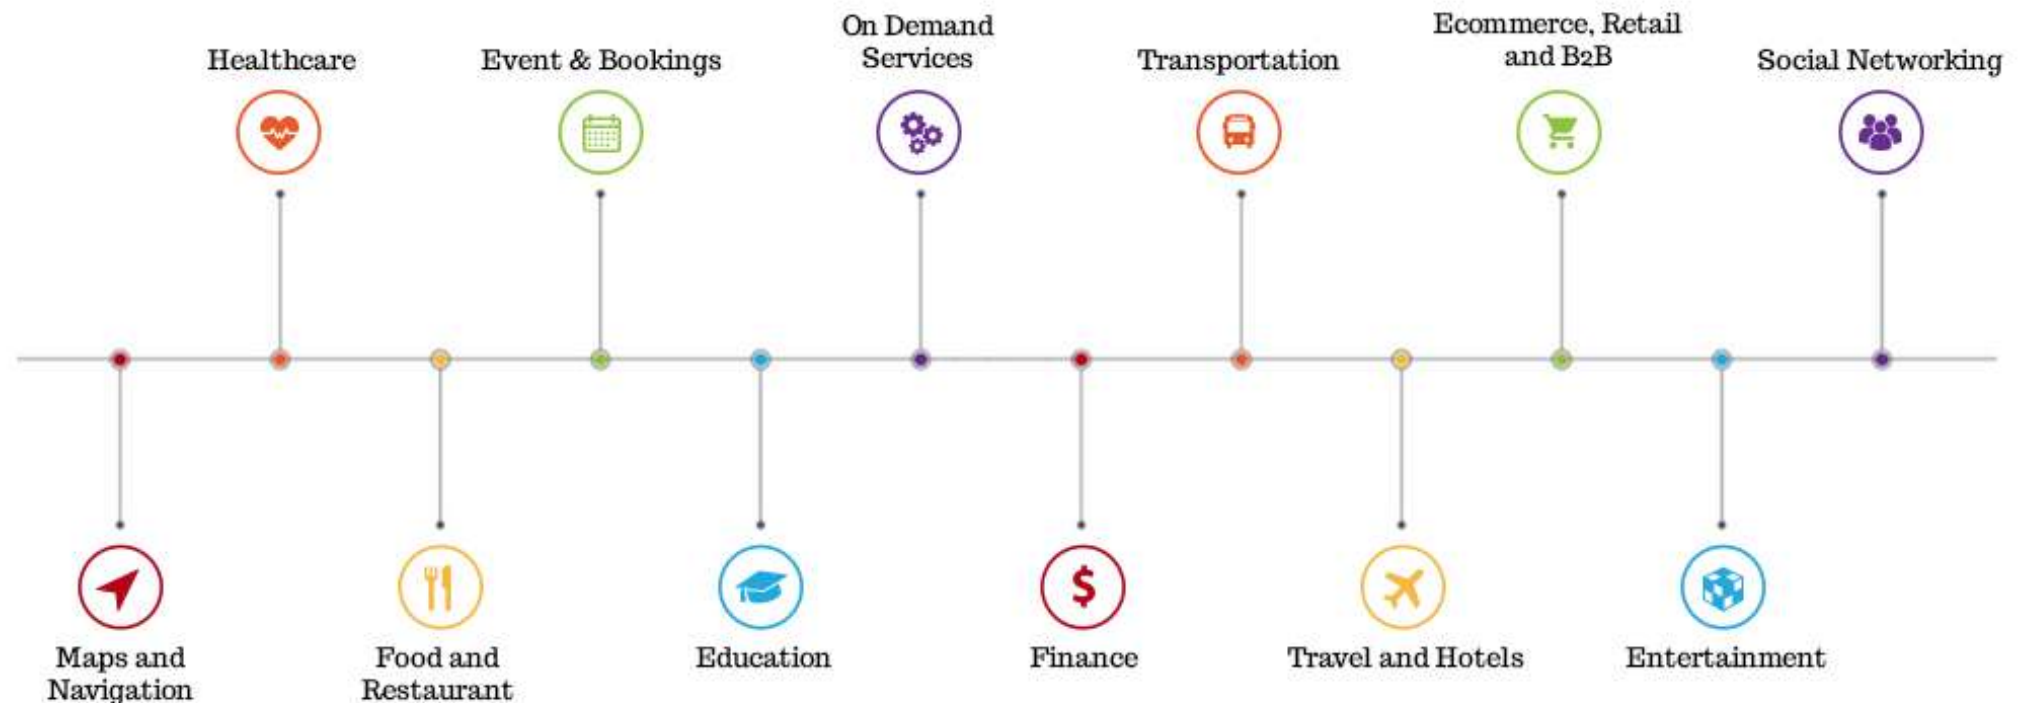 Healthcare
Event & Bookings
On Demand
Services
Transportation
Ecommerce, Retail
and B2B
Social Networking
Maps and
Navigation
Food and
Restaurant
Education
Finance
Travel and Hotels
Entertainment